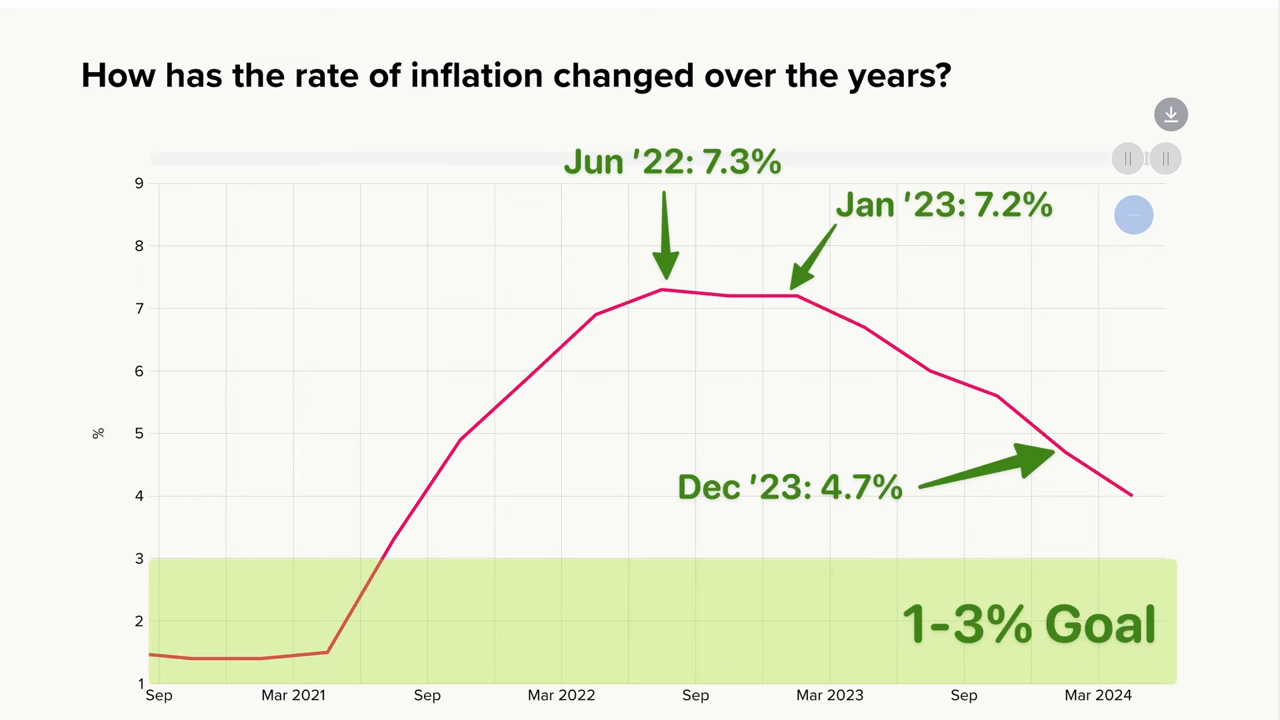 How has the rate of inflation changed over the years?
Jun '22: 7.3%
Jan '23: 7.2%
9
8
7
6
5
4
3
2
1
%
Dec '23: 4.7%
1-3% Goal
Sep
Mar 2021
Sep
Mar 2022
Sep
Mar 2023
Sep
Mar 2024